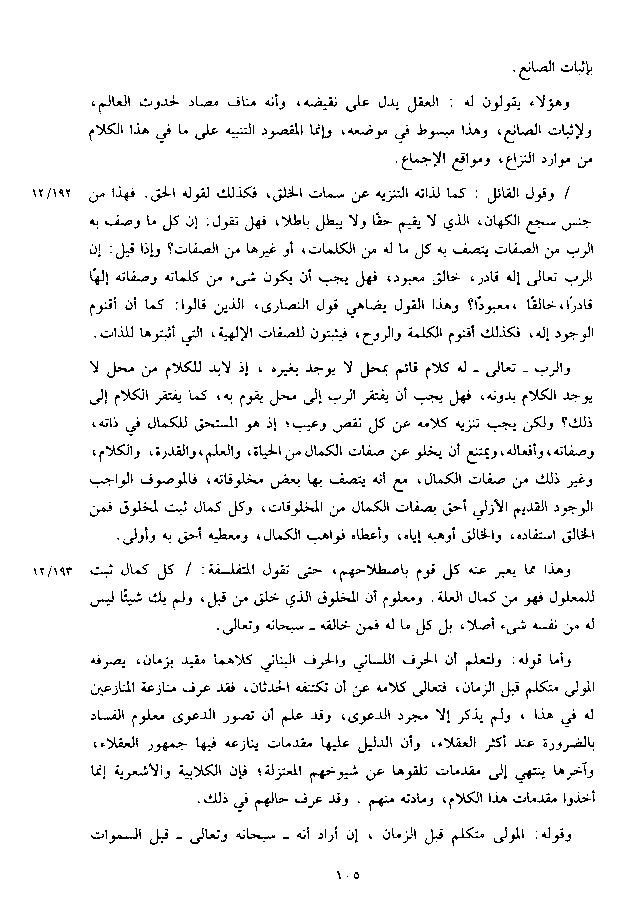 بإثبات الصانع.
وهؤلاء يقولون له : العقل يدل على نقيضه، وأنه مناف مضاد لحدوث العالم،
ولإثبات الصانع، وهذا مبسوط في موضعه، وإنما المقصود التنبيه على ما في هذا الكلام
من موارد النزاع، ومواقع الإجماع.
/ وقول القائل : كما لذاته التنزيه عن سمات الخلق، فكذلك لقوله الحق. فهذا من ١٢/١٩٢
جنس سجع الكهان، الذي لا يقيم حقًا ولا يبطل باطلا، فهل تقول: إن كل ما وصف به
الرب من الصفات يتصف به كل ما له من الكلمات، أو غيرها من الصفات؟ وإذا قيل: إن
الرب تعالى إله قادر، خالق معبود، فهل يجب أن يكون شيء من كلماته وصفاته إلهًا
قادرًا،خالقًا ،معبودًا؟ وهذا القول يضاهي قول النصارى، الذين قالوا: كما أن أقنوم
الوجود إله، فكذلك أقنوم الكلمة والروح، فيثبتون للصفات الإلهية، التي أثبتوها للذات.
والرب ـ تعالى ـ له كلام قائم بمحل لا يوجد بغيره ، إذ لابد للكلام من محل لا
يوجد الكلام بدونه، فهل يجب أن يفتقر الرب إلى محل يقوم به، كما يفتقر الكلام إلى
ذلك؟ ولكن يجب تنزيه كلامه عن كل نقص وعيب؛ إذ هو المستحق للكمال في ذاته،
وصفاته،وأفعاله،ويمتنع أن يخلو عن صفات الكمال من الحياة، والعلم،والقدرة، والكلام،
وغير ذلك من صفات الكمال، مع أنه يتصف بها بعض مخلوقاته، فالموصوف الواجب
الوجود القديم الأزلي أحق بصفات الكمال من المخلوقات، وكل كمال ثبت لمخلوق فمن
الخالق استفاده، والخالق أوهبه إياه، وأعطاه فواهب الكمال، ومعطيه أحق به وأولى.
وهذا مما يعبر عنه كل قوم باصطلاحهم، حتى تقول المتفلسفة: / كل كمال ثبت ١٢/١٩٣
للمعلول فهو من كمال العلة. ومعلوم أن المخلوق الذي خلق من قبل، ولم يك شيئًا ليس
له من نفسه شيء أصلا، بل كل ما له فمن خالقه ـ سبحانه وتعالى.
وأما قوله: ولتعلم أن الحرف اللساني والحرف البناني كلاهما مقيد بزمان، يصرفه
المولى متكلم قبل الزمان، فتعالى كلامه عن أن تكتنفه الحدثان، فقد عرف منازعة المنازعين
له في هذا ، ولم يذكر إلا مجرد الدعوى، وقد علم أن تصور الدعوى معلوم الفساد
بالضرورة عند أكثر العقلاء، وأن الدليل عليها مقدمات ينازعه فيها جمهور العقلاء،
وآخرها ينتهي إلى مقدمات تلقوها عن شيوخهم المعتزلة؛ فإن الكلابية والأشعرية إنما
أخذوا مقدمات هذا الكلام، ومادته منهم . وقد عرف حالهم في ذلك.
وقوله: المولى متكلم قبل الزمان ، إن أراد أنه ـ سبحانه وتعالى ـ قبل السموات
١٠٥